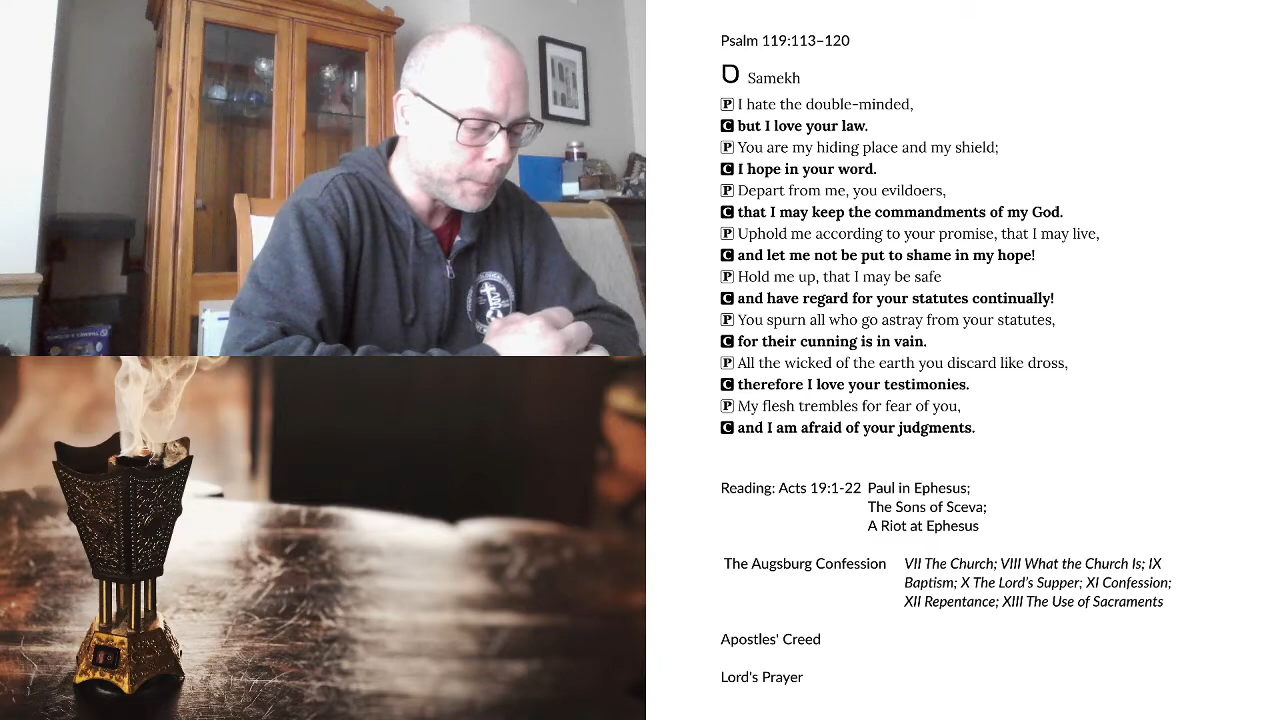 Psalm 119:113–120
ס Samekh
P I hate the double-minded,
C but I love your law.
P You are my hiding place and my shield;
C I hope in your word.
P Depart from me, you evildoers,
C that I may keep the commandments of my God.
P Uphold me according to your promise, that I may live,
C and let me not be put to shame in my hope!
P Hold me up, that I may be safe
C and have regard for your statutes continually!
P You spurn all who go astray from your statutes,
C for their cunning is in vain.
P All the wicked of the earth you discard like dross,
C therefore I love your testimonies.
P My flesh trembles for fear of you,
C and I am afraid of your judgments.
Reading: Acts 19:1-22 Paul in Ephesus;
The Sons of Sceva;
A Riot at Ephesus
The Augsburg Confession VII The Church; VIII What the Church Is; IX
Baptism; X The Lord's Supper; XI Confession;
XII Repentance; XIII The Use of Sacraments
Apostles' Creed
Lord's Prayer